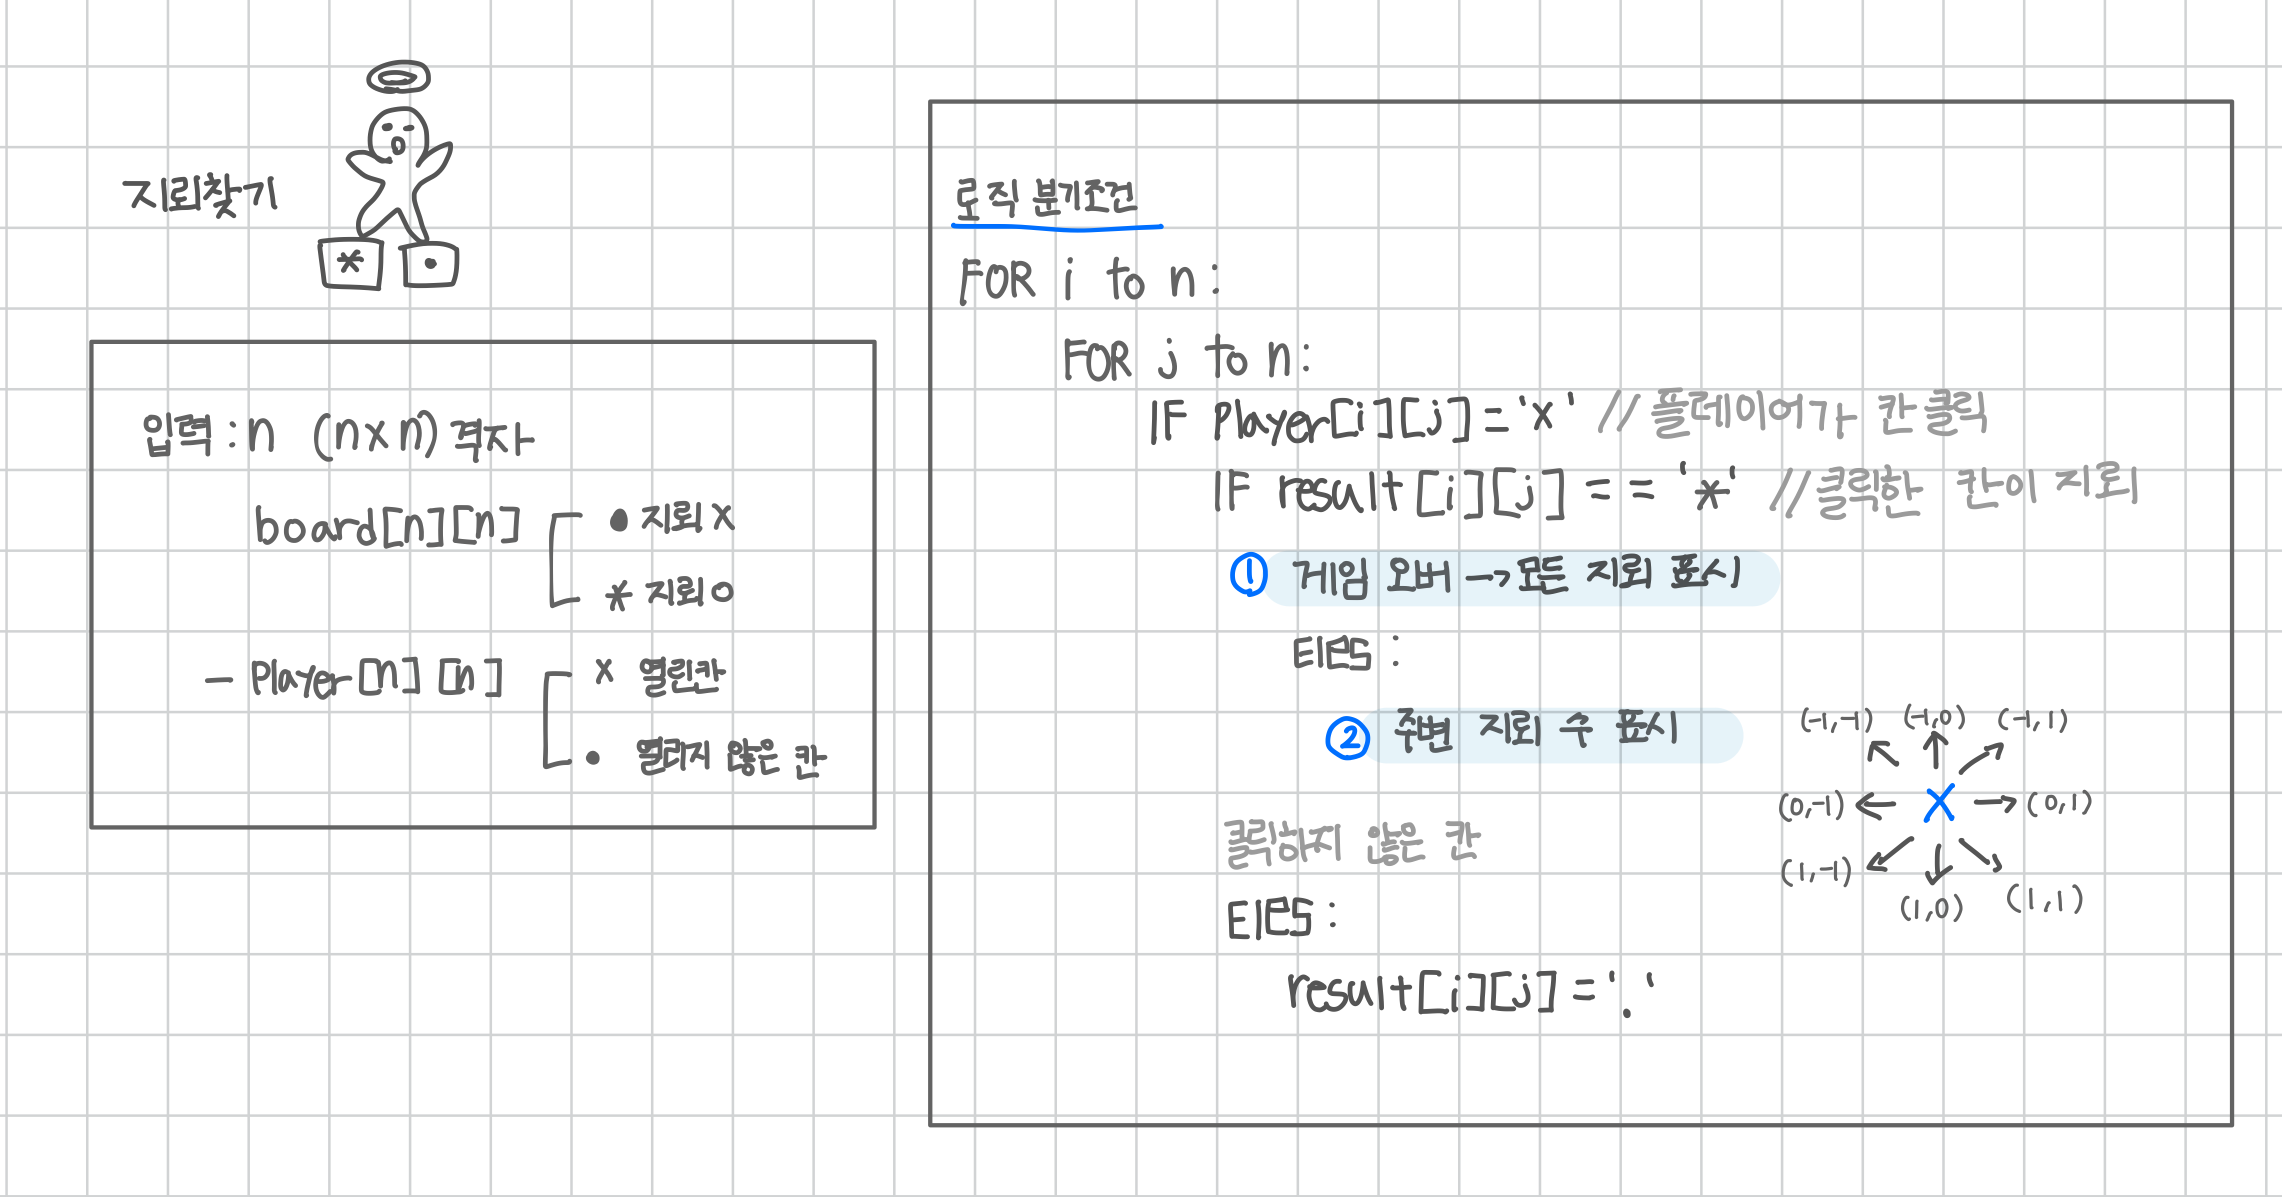 지뢰찾기
* •
입력 : n (n x n) 격자
board[n][n]
• 지뢰 X
* 지뢰 O
- Player[n][n]
x 열린칸
• 열리지 않은 칸
로직 분기조건
FOR i to n:
FOR j to n:
IF Player[i][j] = 'x' // 플레이어가 칸 클릭
IF result[i][j] == '*' // 클릭한 칸이 지뢰
① 게임 오버 → 모든 지뢰 표시
Eles :
② 주변 지뢰 수 표시
(-1,-1) (-1,0) (-1,1)
(0,-1) X (0,1)
(1,-1) (1,0) (1,1)
클릭하지 않은 칸
Eles :
result[i][j] = '.'